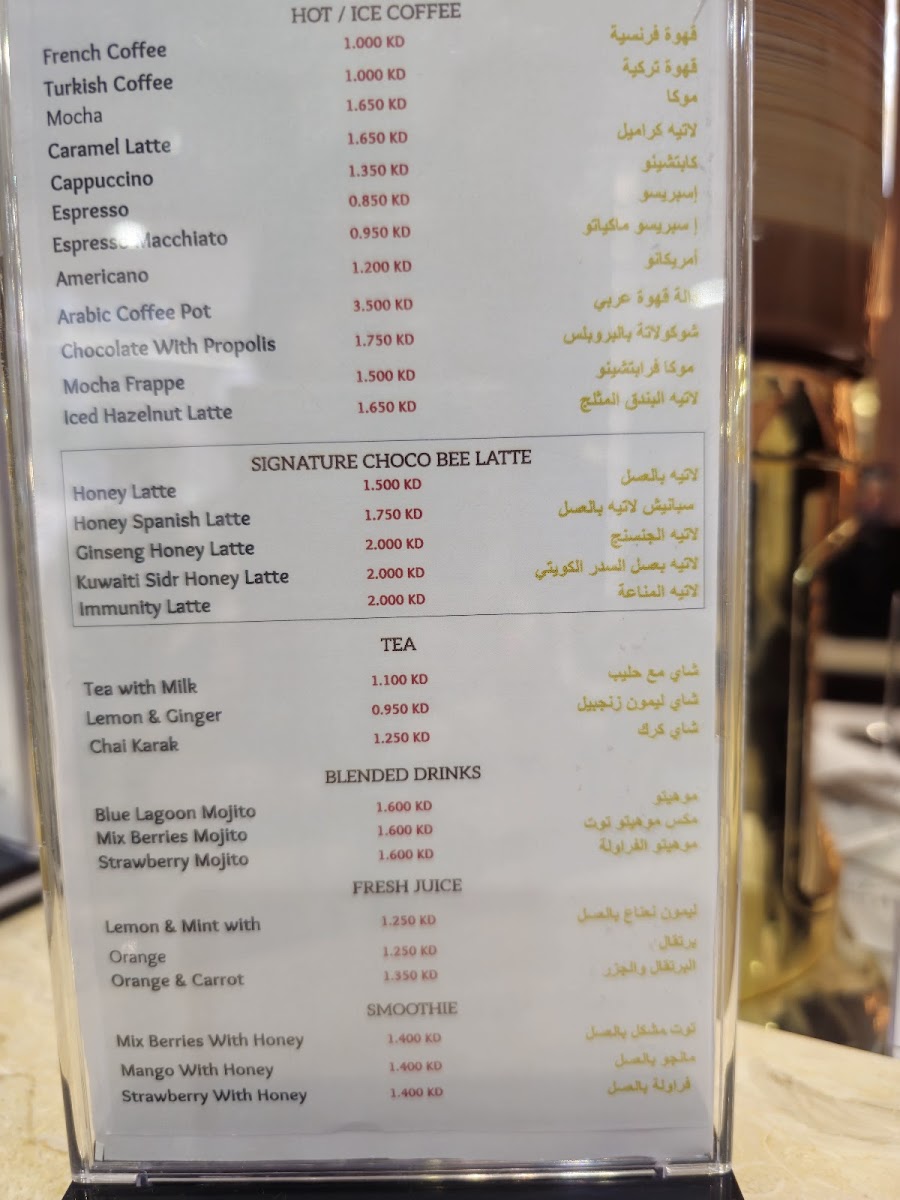 HOT / ICE COFFEE
French Coffee 1.000 KD قهوة فرنسية
Turkish Coffee 1.000 KD قهوة تركية
Mocha 1.650 KD موكا
Caramel Latte 1.650 KD لاتيه كراميل
Cappuccino 1.350 KD كابتشينو
Espresso 0.850 KD إسبريسو
Espresso Macchiato 0.950 KD إ سبريسو ماكياتو
Americano 1.200 KD أمريكانو
Arabic Coffee Pot 3.500 KD قهوة عربي
Chocolate With Propolis 1.750 KD شوكولاتة بالبروبلس
Mocha Frappe 1.500 KD موكا فرابتشينو
Iced Hazelnut Latte 1.650 KD لاتيه البندق المثلج
SIGNATURE CHOCO BEE LATTE
Honey Latte 1.500 KD لاتيه بالعسل
Honey Spanish Latte 1.750 KD سبانيش لاتيه بالعسل
Ginseng Honey Latte 2.000 KD لاتيه الجنسنج
Kuwaiti Sidr Honey Latte 2.000 KD لاتيه بعسل السدر الكويتي
Immunity Latte 2.000 KD لاتيه المناعة
TEA
Tea with Milk 1.100 KD شاي مع حليب
Lemon & Ginger 0.950 KD شاي ليمون زنجبيل
Chai Karak 1.250 KD شاي كرك
BLENDED DRINKS
Blue Lagoon Mojito 1.600 KD موهيتو
Mix Berries Mojito 1.600 KD مكس موهيتو توت
Strawberry Mojito 1.600 KD موهيتو الفراولة
FRESH JUICE
Lemon & Mint with 1.250 KD ليمون نعناع بالعسل
Orange 1.250 KD برتقال
Orange & Carrot 1.350 KD البرتقال والجزر
SMOOTHIE
Mix Berries With Honey 1.400 KD توت مشكل بالعسل
Mango With Honey 1.400 KD مانجو بالعسل
Strawberry With Honey 1.400 KD فراولة بالعسل